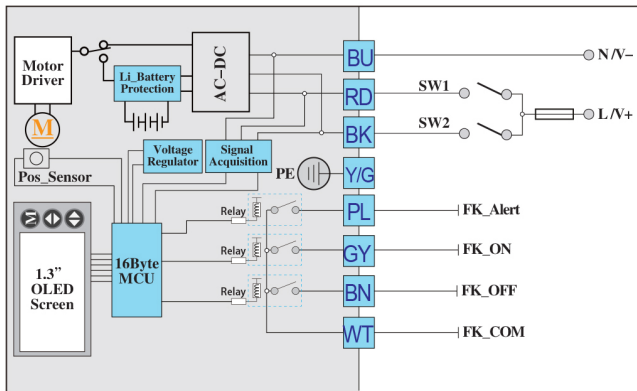 Motor
Driver
M
Pos_Sensor
Li_Battery
Protection
AC-DC
Voltage
Regulator
Signal
Acquisition
PE
M
1.3”
OLED
Screen
16Byte
MCU
Relay
Relay
Relay
BU
RD
BK
Y/G
PL
GY
BN
WT
SW1
SW2
N/V-
L/V+
FK_Alert
FK_ON
FK_OFF
FK_COM